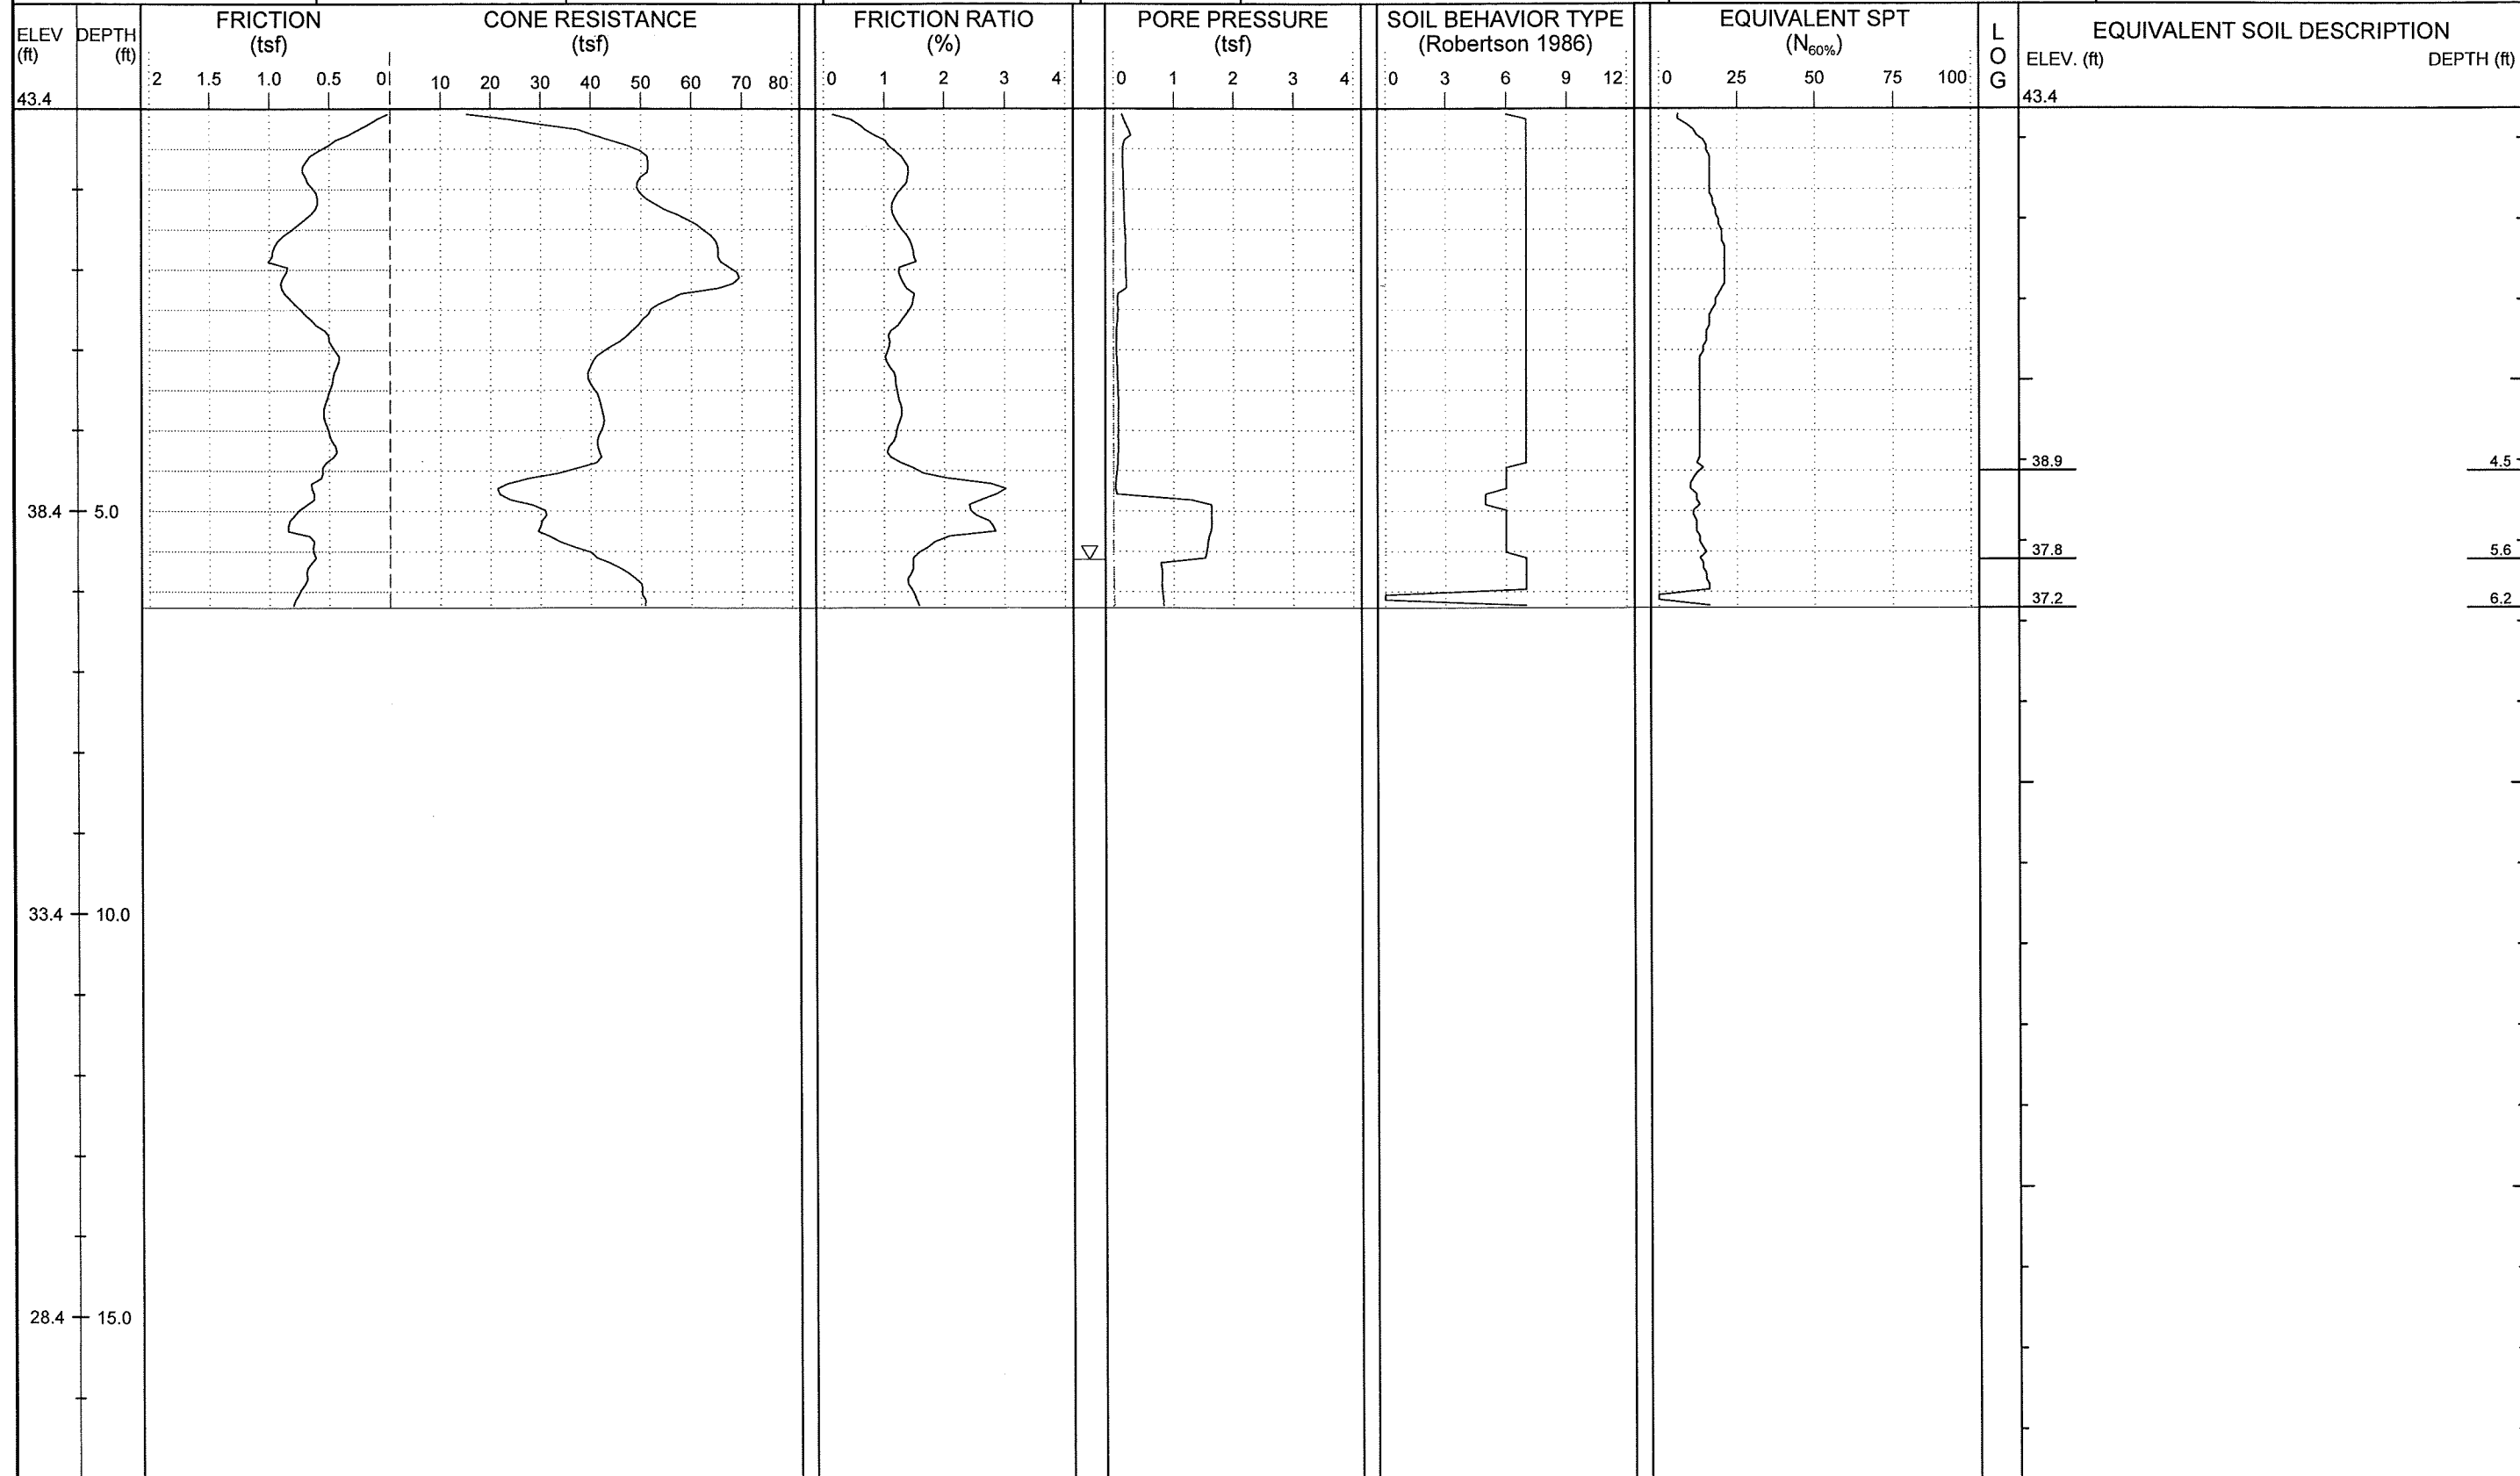 ELEV
(ft)
DEPTH
(ft)
FRICTION
(tsf)
CONE RESISTANCE
(tsf)
FRICTION RATIO
(%)
PORE PRESSURE
(tsf)
SOIL BEHAVIOR TYPE
(Robertson 1986)
EQUIVALENT SPT
(N60%)
L
O
G
EQUIVALENT SOIL DESCRIPTION
ELEV. (ft) DEPTH (ft)
2 1.5 1.0 0.5 0 10 20 30 40 50 60 70 80
0 1 2 3 4
0 1 2 3 4
0 3 6 9 12
0 25 50 75 100
43.4
43.4
38.9 4.5
38.4 5.0
37.8 5.6
37.2 6.2
33.4 10.0
28.4 15.0